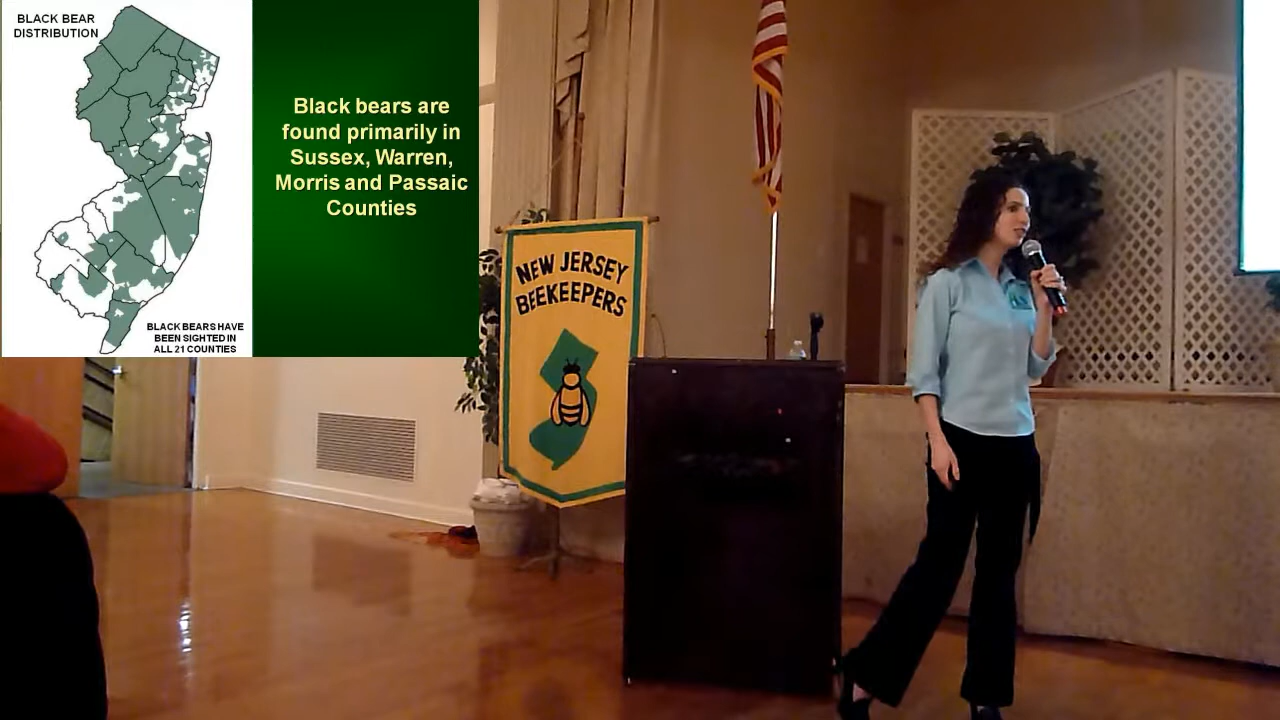 BLACK BEAR
DISTRIBUTION
Black bears are
found primarily in
Sussex, Warren,
Morris and Passaic
Counties
BLACK BEARS HAVE
BEEN SIGHTED IN
ALL 21 COUNTIES
NEW JERSEY
BEEKEEPERS